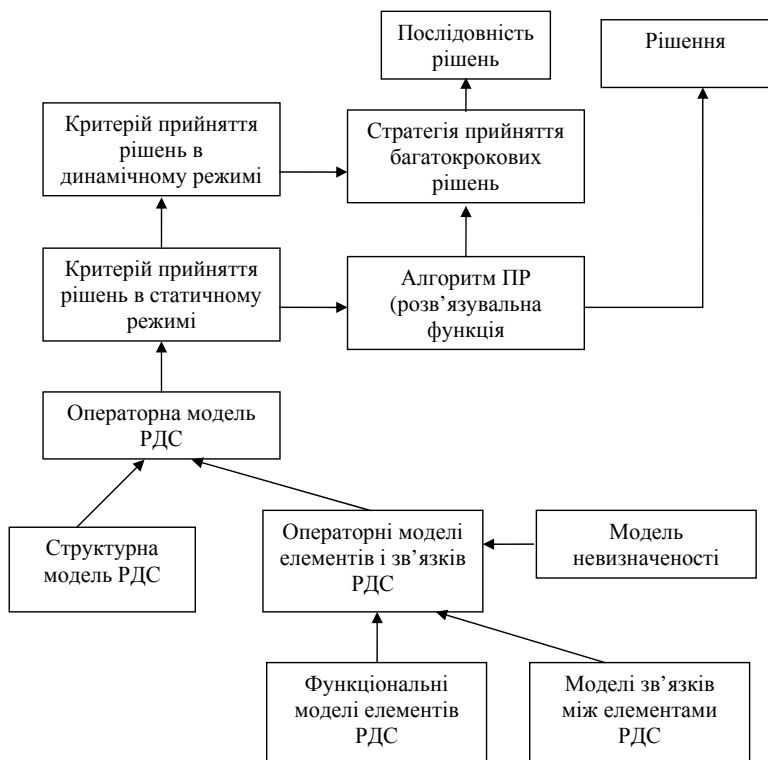 Послідовність
рішень
Рішення
Критерій прийняття
рішень в
динамічному режимі
Стратегія прийняття
багатокрокових
рішень
Критерій прийняття
рішень в статичному
режимі
Алгоритм ПР
(розв’язувальна
функція
Операторна модель
РДС
Структурна
модель РДС
Операторні моделі
елементів і зв’язків
РДС
Модель
невизначеності
Функціональні
моделі елементів
РДС
Моделі зв’язків
між елементами
РДС